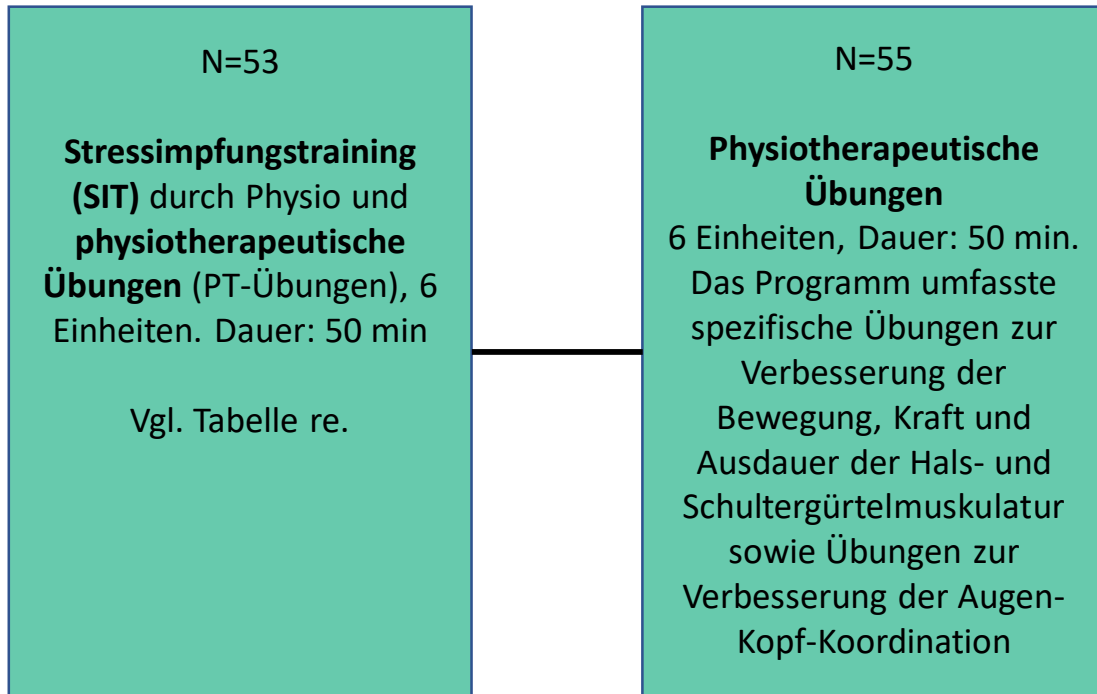 N=53
Stressimpfungstraining
(SIT) durch Physio und
physiotherapeutische
Übungen (PT-Übungen), 6
Einheiten. Dauer: 50 min
Vgl. Tabelle re.
N=55
Physiotherapeutische
Übungen
6 Einheiten, Dauer: 50 min.
Das Programm umfasste
spezifische Übungen zur
Verbesserung der
Bewegung, Kraft und
Ausdauer der Hals- und
Schultergürtelmuskulatur
sowie Übungen zur
Verbesserung der Augen-
Kopf-Koordination